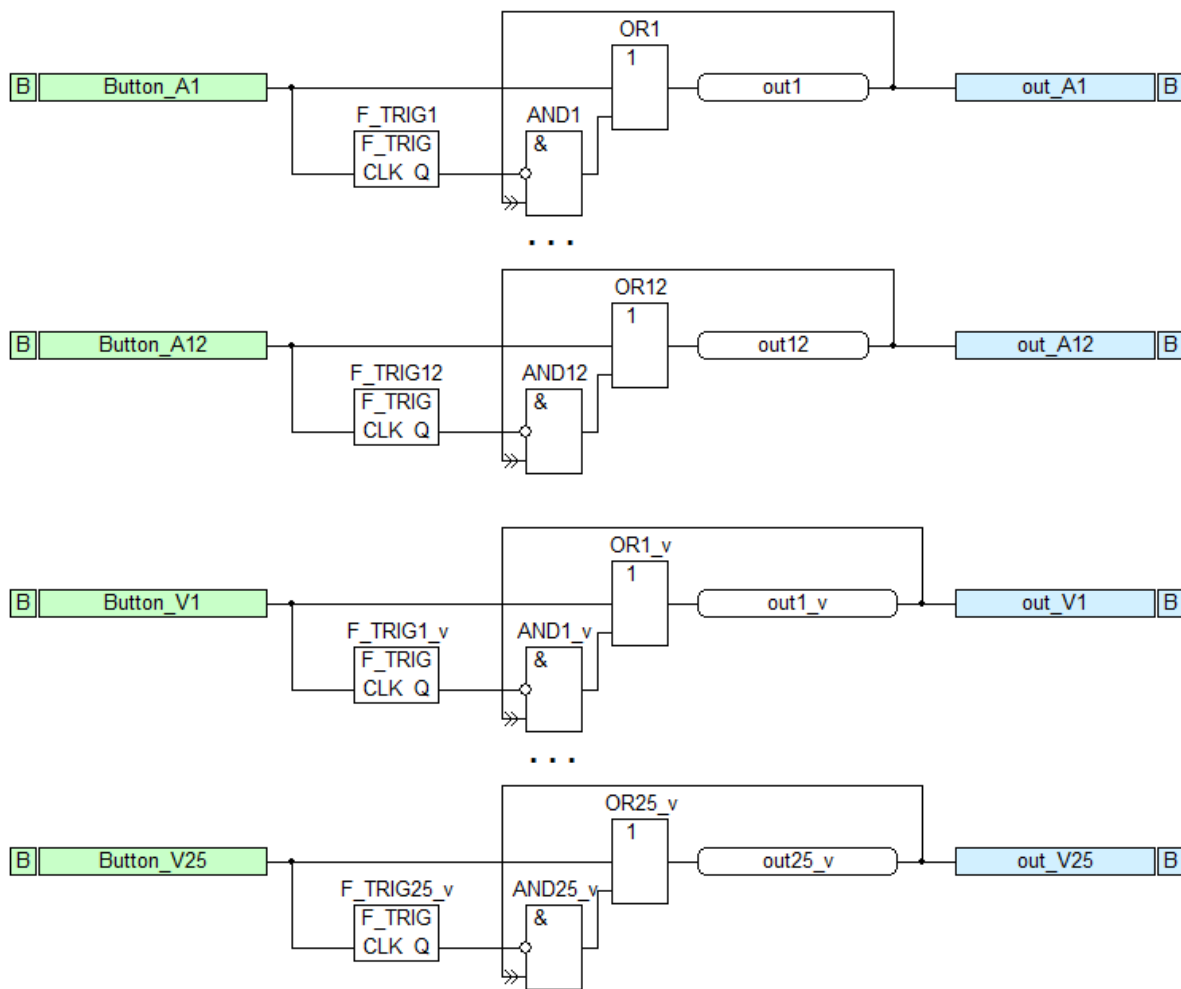 OR1
B Button_A1 1 out1 out_A1 B
F_TRIG1 AND1
F_TRIG &
CLK Q
...
OR12
B Button_A12 1 out12 out_A12 B
F_TRIG12 AND12
F_TRIG &
CLK Q
OR1_v
B Button_V1 1 out1_v out_V1 B
F_TRIG1_v AND1_v
F_TRIG &
CLK Q
...
OR25_v
B Button_V25 1 out25_v out_V25 B
F_TRIG25_v AND25_v
F_TRIG &
CLK Q